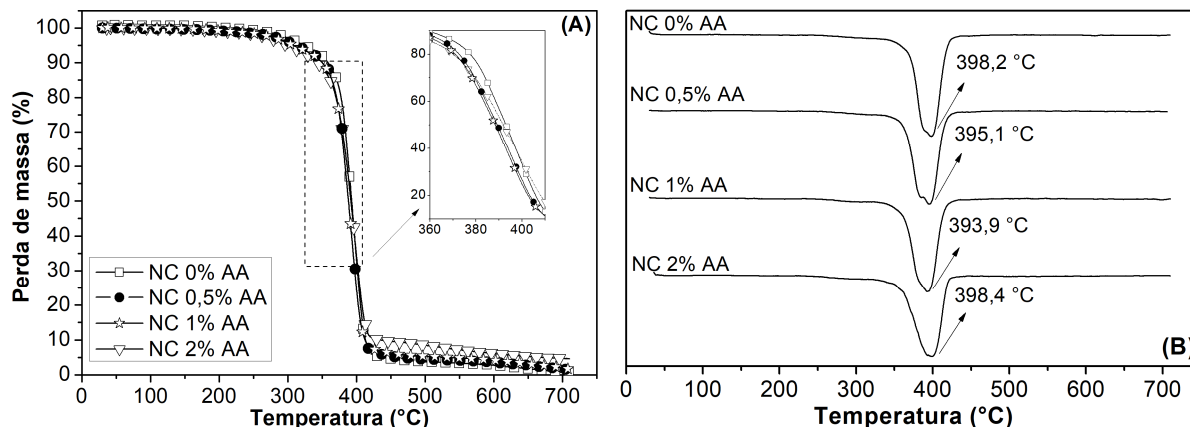 (A)
Perda de massa (%)
100
90
80
70
60
50
40
30
20
10
0
0 100 200 300 400 500 600 700
Temperatura (°C)
80
60
40
20
360 380 400
NC 0% AA
NC 0,5% AA
NC 1% AA
NC 2% AA
NC 0% AA
398,2 °C
NC 0,5% AA
395,1 °C
NC 1% AA
393,9 °C
NC 2% AA
398,4 °C
(B)
0 100 200 300 400 500 600 700
Temperatura (°C)